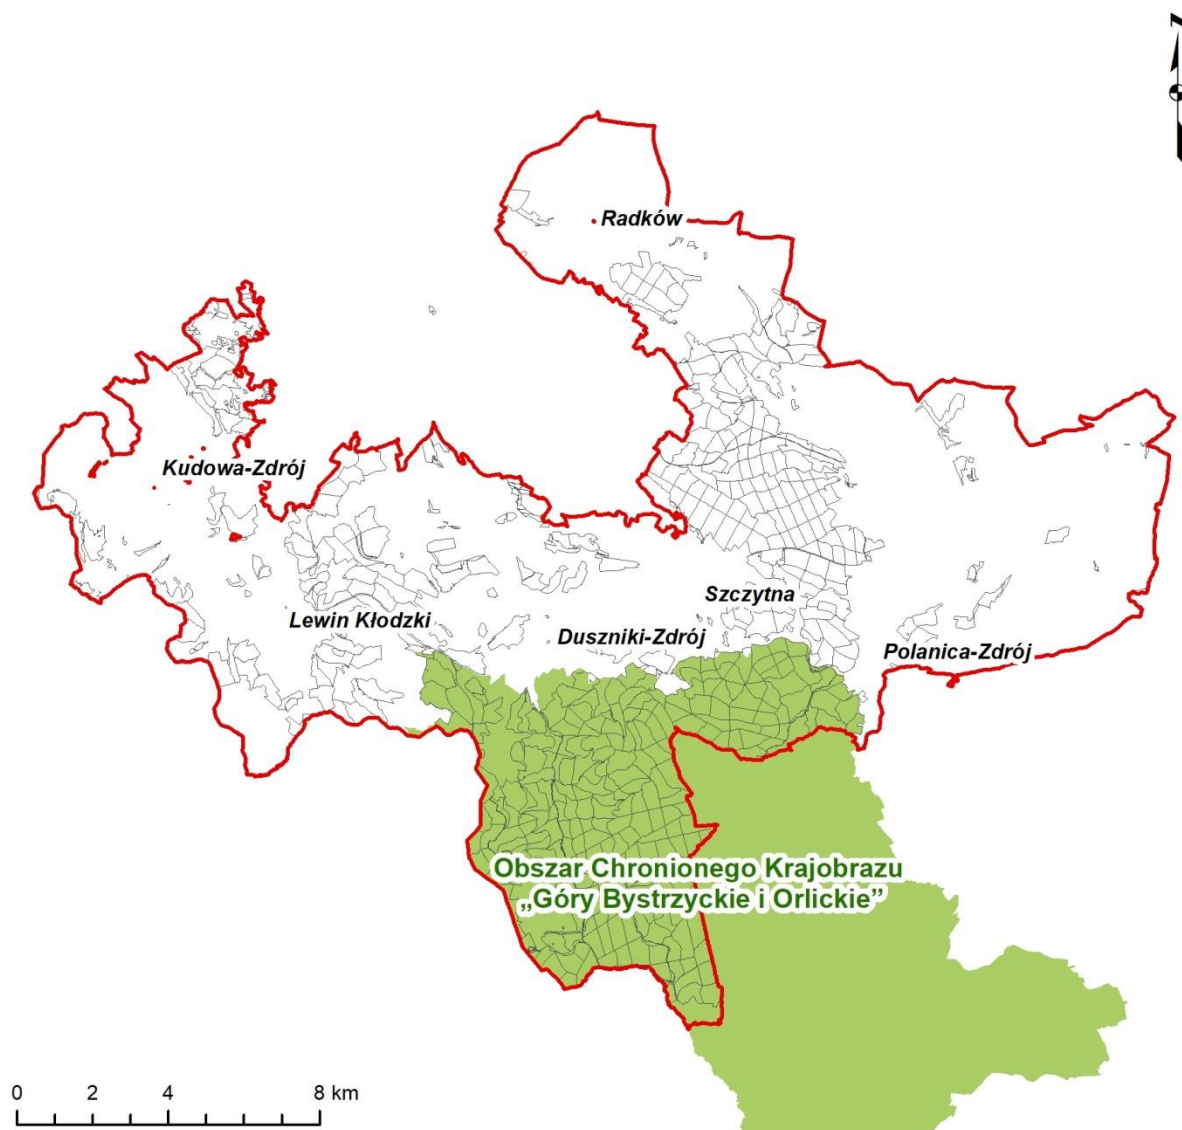 Radków
Kudowa-Zdrój
Szczytna
Lewin Kłodzki
Duszniki-Zdrój
Polanica-Zdrój
Obszar Chronionego Krajobrazu
„Góry Bystrzyckie i Orlickie”
0 2 4 8 km